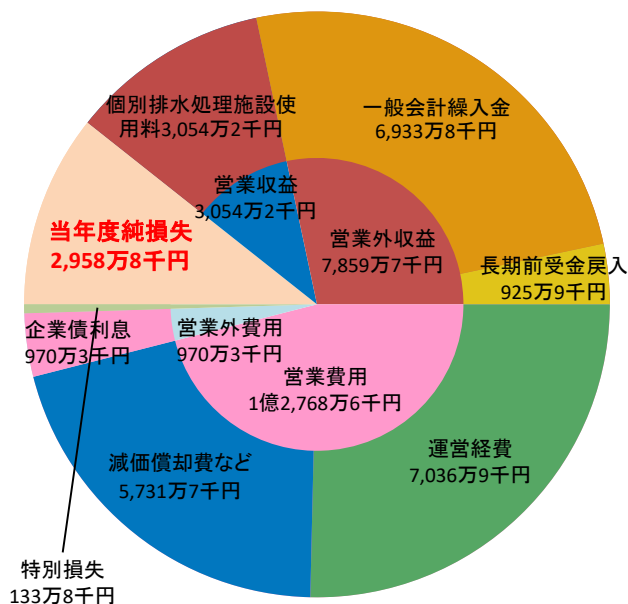 個別排水処理施設使
用料3,054万2千円
一般会計繰入金
6,933万8千円
営業収益
3,054万2千円
当年度純損失
2,958万8千円
営業外収益
7,859万7千円
長期前受金戻入
925万9千円
企業債利息
970万3千円
営業外費用
970万3千円
営業費用
1億2,768万6千円
運営経費
7,036万9千円
減価償却費など
5,731万7千円
特別損失
133万8千円